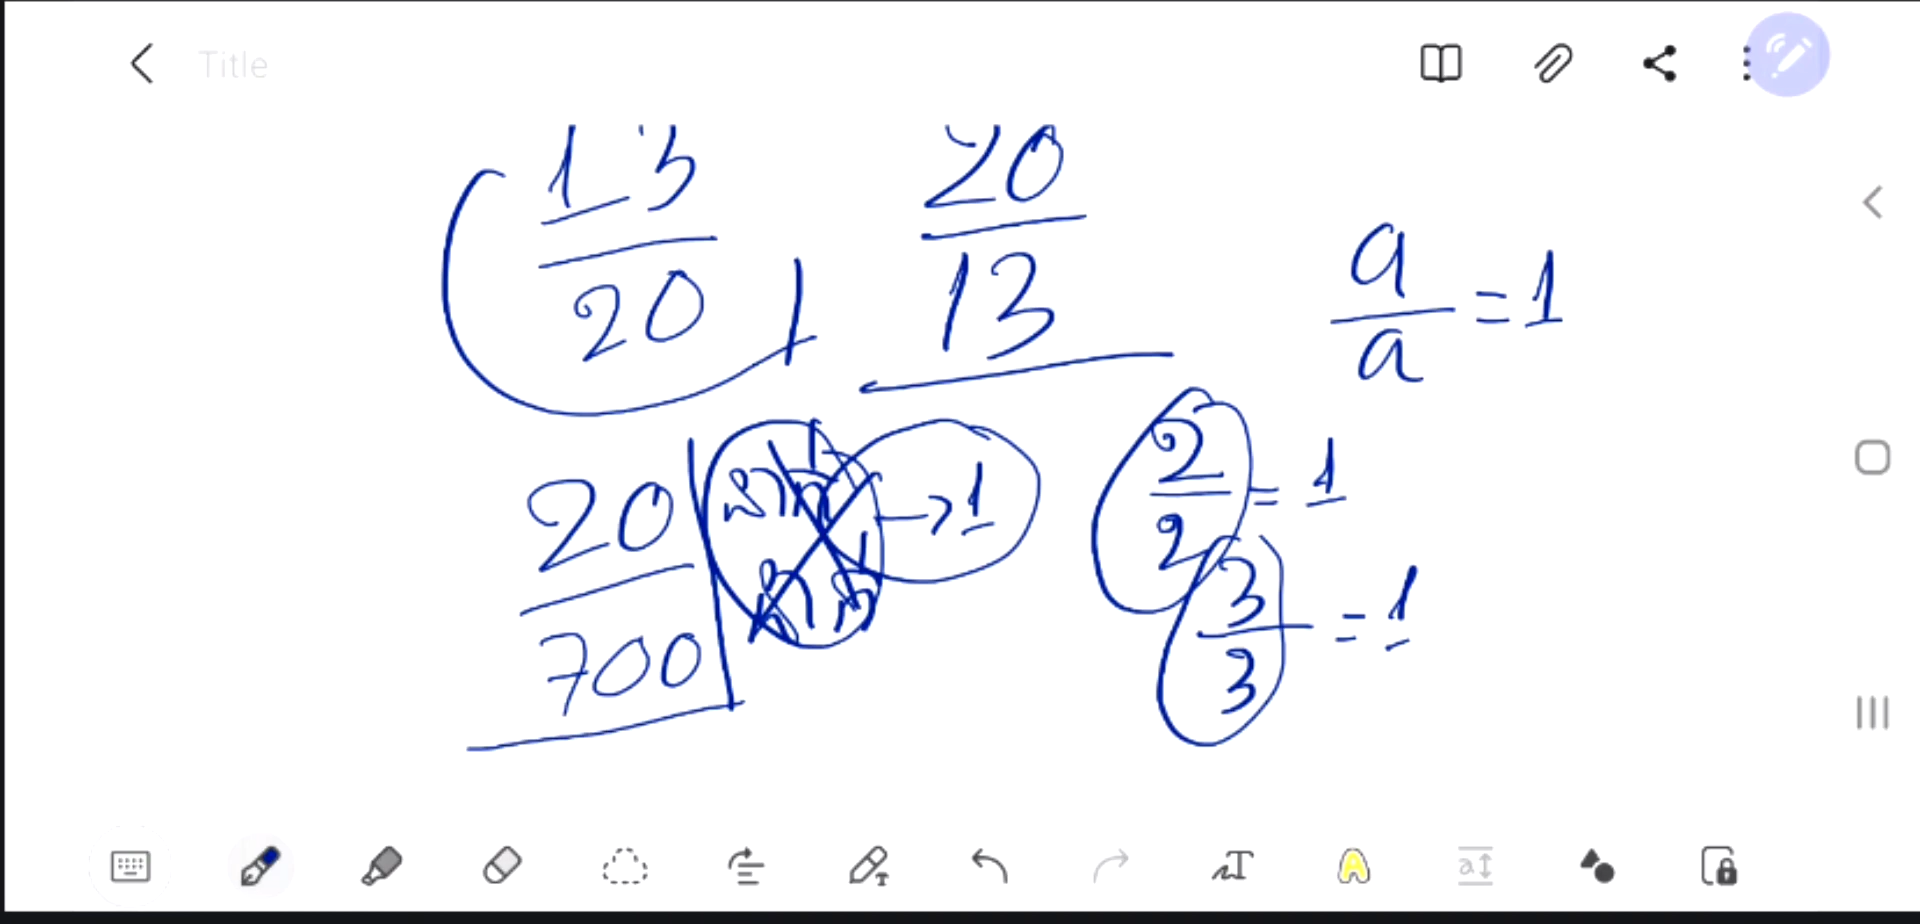 Title
13 20
20 13
a
a = 1
20
700
→ 1
2
2 = 1
3
3 = 1